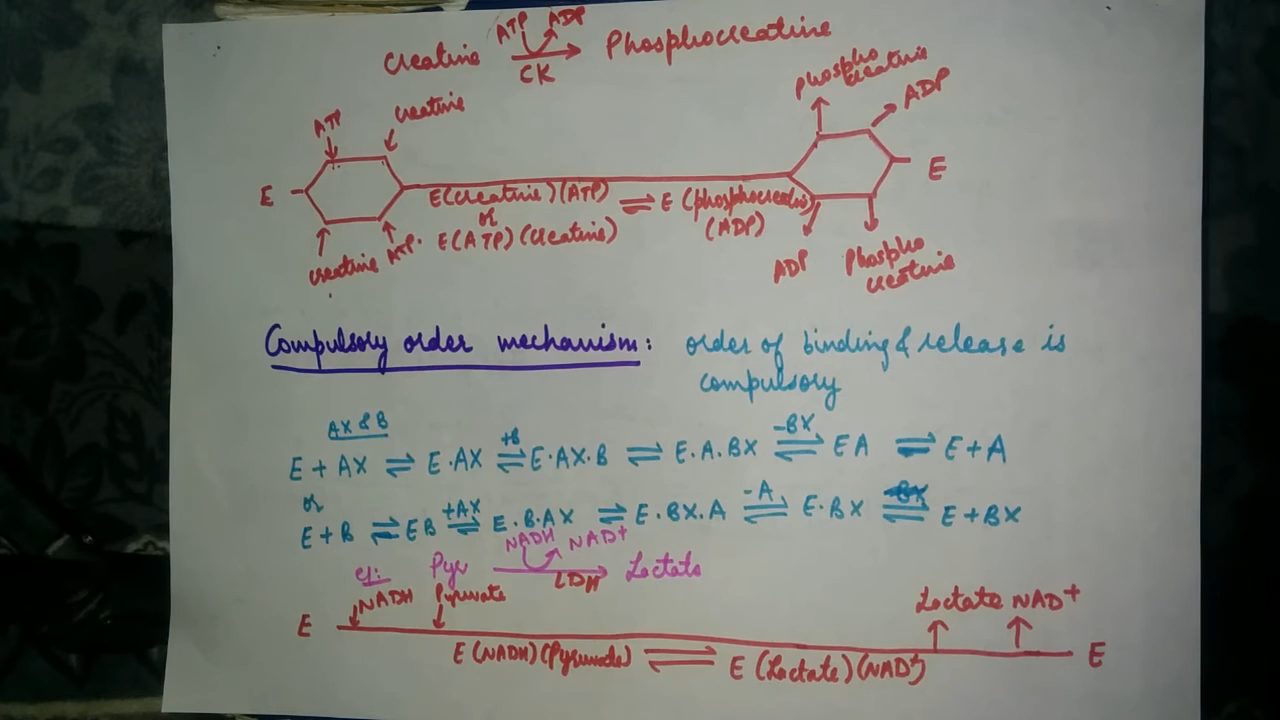 ATP ADP
Creatine → Phosphocreatine
CK
ATP creatine
phospho creatine ADP
E E(creatine)(ATP) ⇌ E (phosphocreatine) E
or (ADP)
E(ATP)(creatine)
creatine ATP.
ADP Phospho creatine
Compulsory order mechanism: order of binding & release is
compulsory
AX & B
E + AX ⇌ E.AX +B ⇌ E.AX.B ⇌ E.A.BX -BX ⇌ EA ⇌ E+A
or
E+B ⇌ EB +AX ⇌ E.B.AX ⇌ E.BX.A -A ⇌ E.BX ⇌ E+BX
NADH NAD+
eg: Pyr → Lactate
LDH
NADH Pyruvate
Lactate NAD+
E E
E (NADH)(Pyruvate) ⇌ E (Lactate)(NAD+)